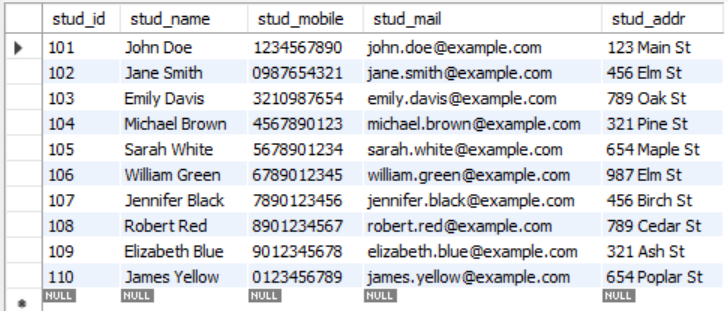 stud_id stud_name stud_mobile stud_mail stud_addr
101 John Doe 1234567890 john.doe@example.com 123 Main St
102 Jane Smith 0987654321 jane.smith@example.com 456 Elm St
103 Emily Davis 3210987654 emily.davis@example.com 789 Oak St
104 Michael Brown 4567890123 michael.brown@example.com 321 Pine St
105 Sarah White 5678901234 sarah.white@example.com 654 Maple St
106 William Green 6789012345 william.green@example.com 987 Elm St
107 Jennifer Black 7890123456 jennifer.black@example.com 456 Birch St
108 Robert Red 8901234567 robert.red@example.com 789 Cedar St
109 Elizabeth Blue 9012345678 elizabeth.blue@example.com 321 Ash St
110 James Yellow 0123456789 james.yellow@example.com 654 Poplar St
NULL NULL NULL NULL NULL